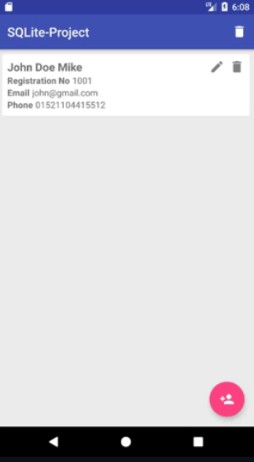 6:08
SQLite-Project
John Doe Mike
Registration No 1001
Email john@gmail.com
Phone 01521104415512